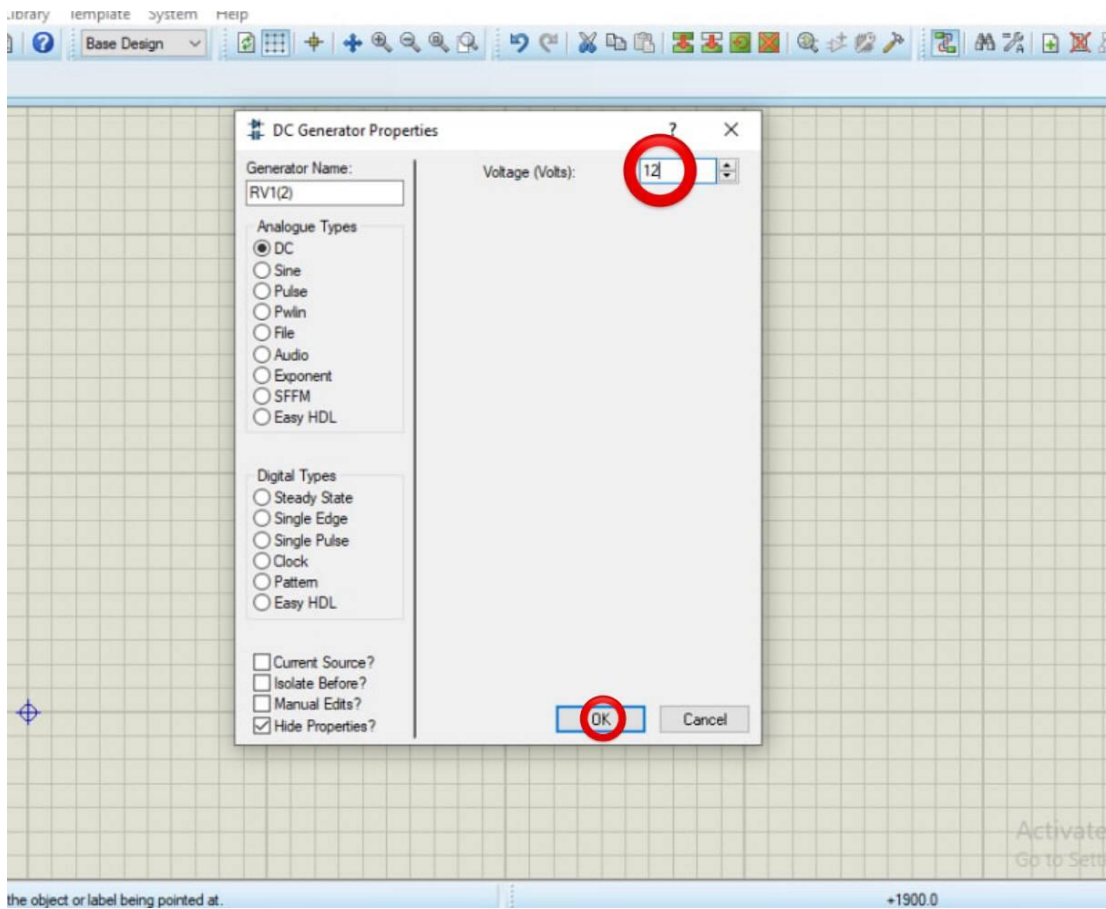 Library Template System Help
Base Design
DC Generator Properties ? ×
Generator Name:
RV1(2)
Voltage (Volts): 12
Analogue Types
DC
Sine
Pulse
Pwlin
File
Audio
Exponent
SFFM
Easy HDL
Digital Types
Steady State
Single Edge
Single Pulse
Clock
Pattern
Easy HDL
Current Source?
Isolate Before?
Manual Edits?
Hide Properties?
OK Cancel
Activate
Go to Sett
the object or label being pointed at. +1900.0